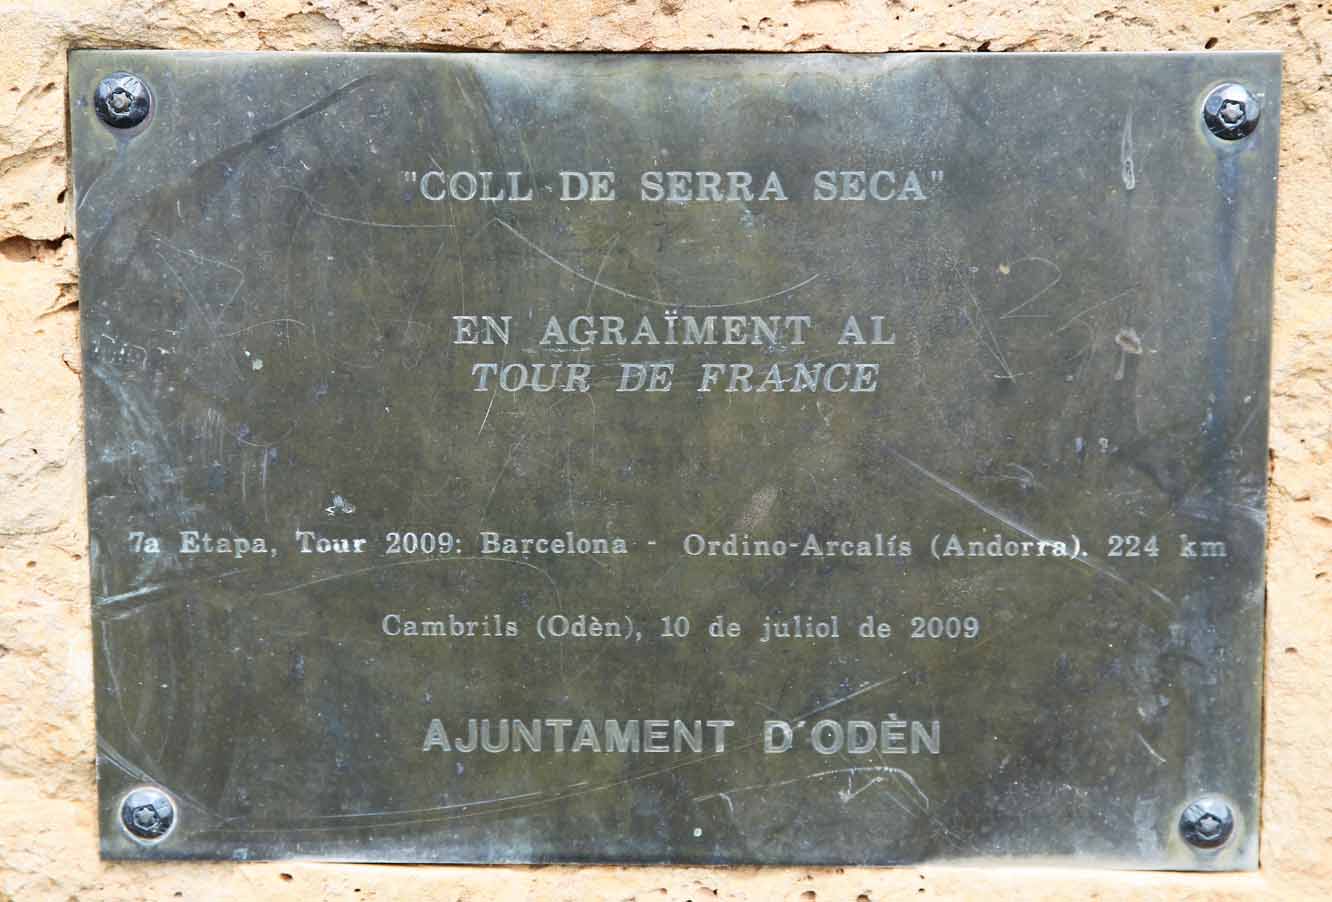 "COLL DE SERRA SECA"
EN AGRAÏMENT AL
TOUR DE FRANCE
7a Etapa, Tour 2009: Barcelona - Ordino-Arcalís (Andorra). 224 km
Cambrils (Odèn), 10 de juliol de 2009
AJUNTAMENT D'ODÈN